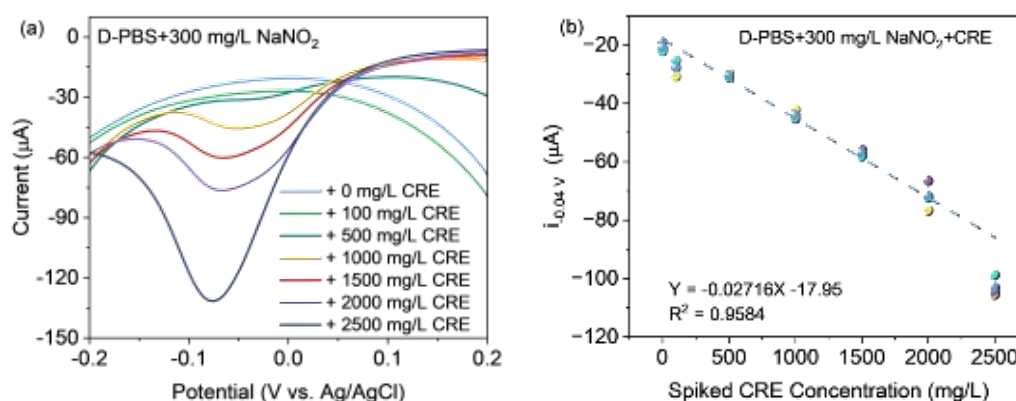 (a)
D-PBS+300 mg/L NaNO₂
0
-30
-60
-90
-120
-150
Current (μA)
+ 0 mg/L CRE
+ 100 mg/L CRE
+ 500 mg/L CRE
+ 1000 mg/L CRE
+ 1500 mg/L CRE
+ 2000 mg/L CRE
+ 2500 mg/L CRE
-0.2 -0.1 0.0 0.1 0.2
Potential (V vs. Ag/AgCl)
(b)
D-PBS+300 mg/L NaNO₂+CRE
−20
−40
−60
−80
−100
−120
i-0.04 V (μA)
Y = -0.02716X -17.95
R² = 0.9584
0 500 1000 1500 2000 2500
Spiked CRE Concentration (mg/L)